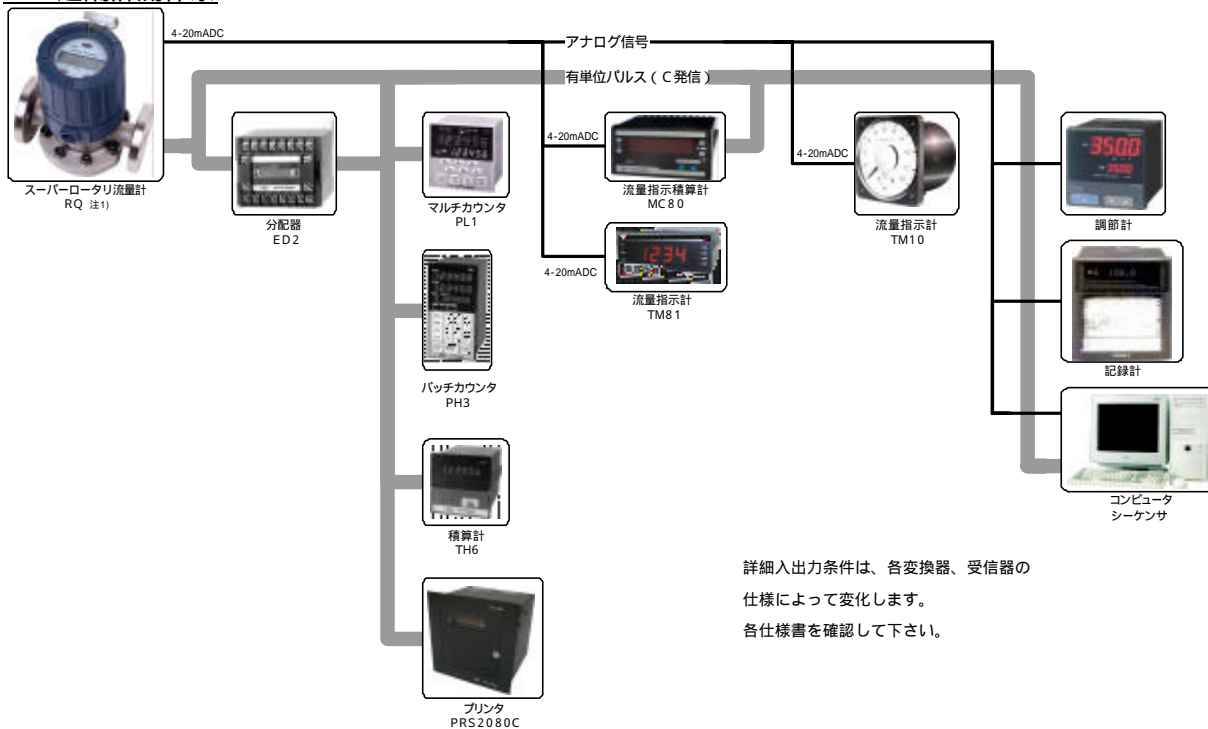 4-20mADC
アナログ信号
有単位パルス（C発信）
スーパーロータリ流量計
RQ 注1)
分配器
ED2
マルチカウンタ
PL1
4-20mADC
流量指示積算計
MC80
4-20mADC
流量指示計
TM10
350.0
調節計
4-20mADC
1234
流量指示計
TM81
バッチカウンタ
PH3
記録計
積算計
TH6
コンピュータ
シーケンサ
詳細入出力条件は、各変換器、受信器の
仕様によって変化します。
各仕様書を確認して下さい。
プリンタ
PRS2080C